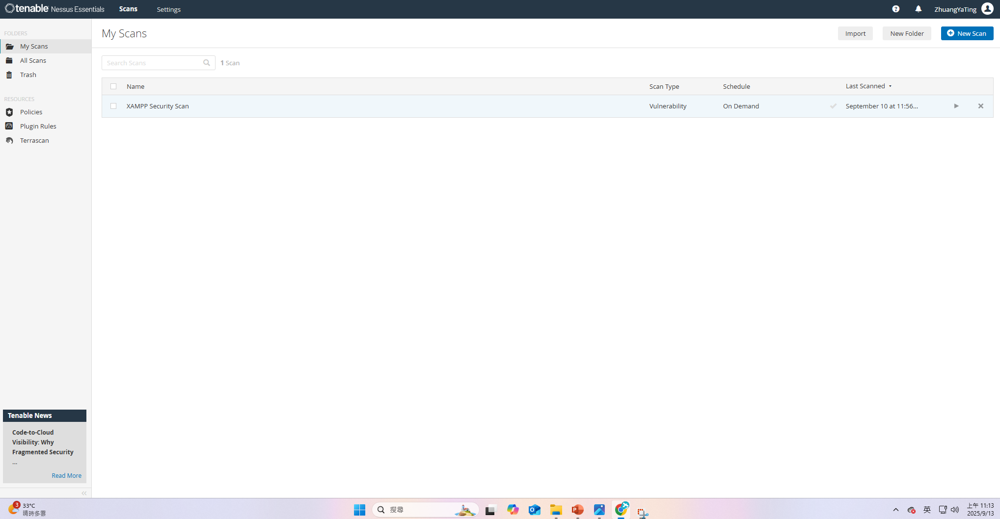 tenable Nessus Essentials Scans Settings ZhuangYaTing
FOLDERS
My Scans
All Scans
Trash
RESOURCES
Policies
Plugin Rules
Terrascan
Tenable News
Code-to-Cloud
Visibility: Why
Fragmented Security
...
Read More
My Scans Import New Folder New Scan
Search Scans 1 Scan
Name Scan Type Schedule Last Scanned
XAMPP Security Scan Vulnerability On Demand September 10 at 11:56...
3 33°C
晴時多雲
搜尋
英
上午 11:13
2025/9/13